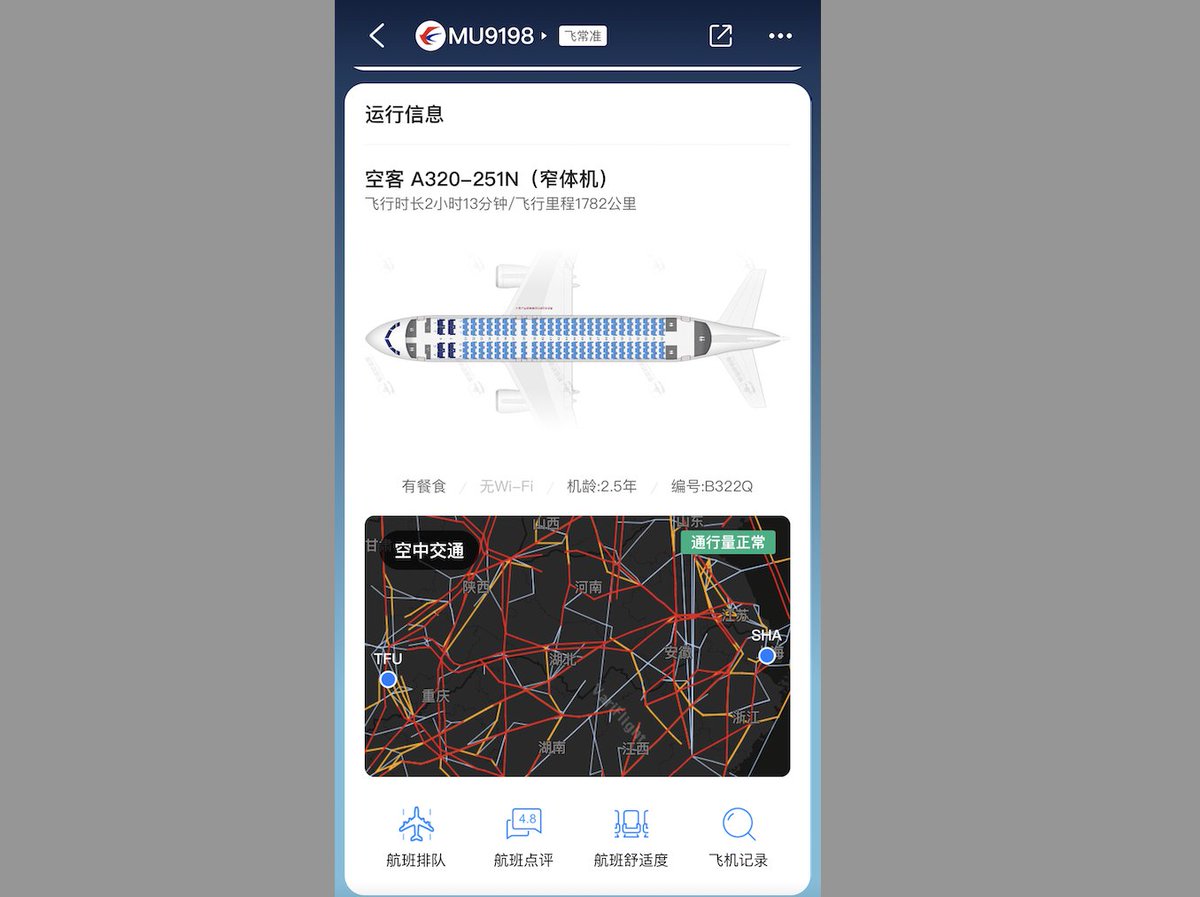 MU9198 飞常准
运行信息
空客 A320-251N（窄体机）
飞行时长2小时13分钟/飞行里程1782公里
有餐食 / 无Wi-Fi / 机龄:2.5年 / 编号:B322Q
空中交通
通行量正常
山西
山东
甘肃
陕西
河南
江苏
SHA
TFU
湖北
安徽
重庆
浙江
湖南
江西
VariFlight
4.8
航班排队
航班点评
航班舒适度
飞机记录